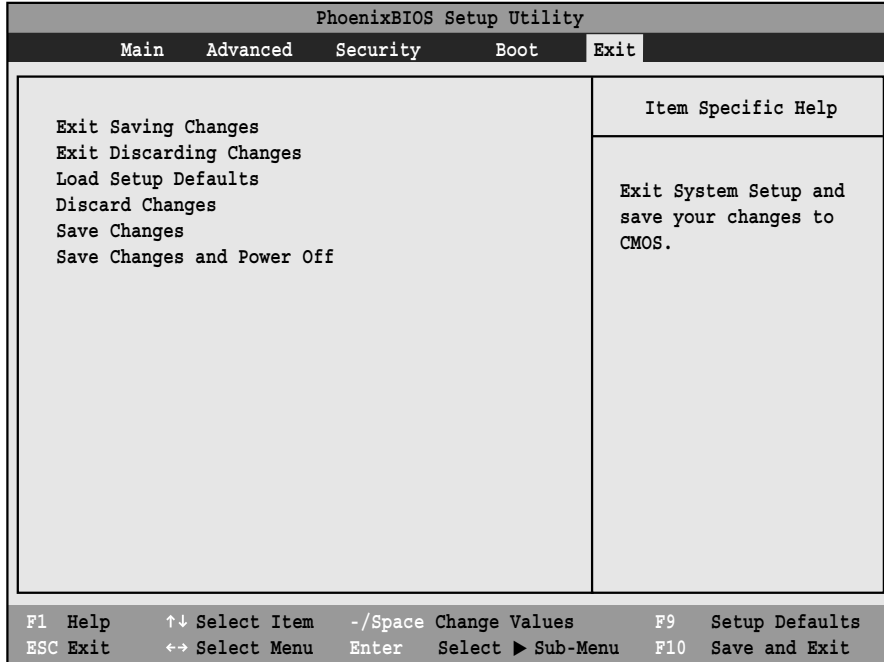 PhoenixBIOS Setup Utility
Main Advanced Security Boot Exit
Exit Saving Changes
Exit Discarding Changes
Load Setup Defaults
Discard Changes
Save Changes
Save Changes and Power Off
Item Specific Help
Exit System Setup and
save your changes to
CMOS.
F1 Help ↑↓ Select Item -/Space Change Values F9 Setup Defaults
ESC Exit ←→ Select Menu Enter Select ▶ Sub-Menu F10 Save and Exit